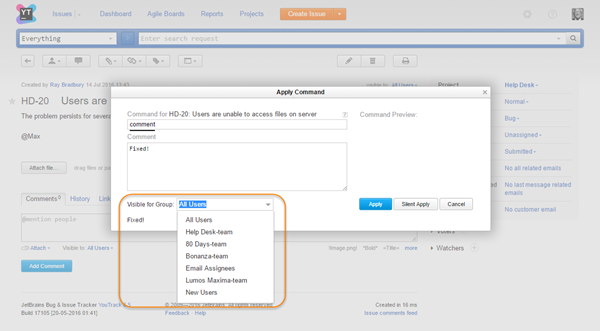 YT
Issues
Dashboard
Agile Boards
Reports
Projects
Create Issue
Everything
Enter search request
Created by Ray Bradbury 14 Jul 2016
visible to: All Users
HD-20 Users are
The problem persists for several
@Max
Attach file...
drag files or
Comments
History
Link
@mention people
Attach
Visible to: All Users
!image.png! *Bold* =Title= more
Add Comment
JetBrains Bug & Issue Tracker YouTrack 6.5
Build 17105 [20-05-2016 01:41]
JetBrains. All rights reserved.
Feedback · Help
Created in 16 ms
Issue comments feed
Project
Help Desk
Normal
Bug
Unassigned
Submitted
No all related emails
No last message related emails
No customer email
Voters
Watchers
Apply Command
Command for HD-20: Users are unable to access files on server
comment
Comment
Fixed!
Command Preview:
Visible for Group: All Users
Fixed!
All Users
Help Desk-team
80 Days-team
Bonanza-team
Email Assignees
Lumos Maxima-team
New Users
Apply
Silent Apply
Cancel